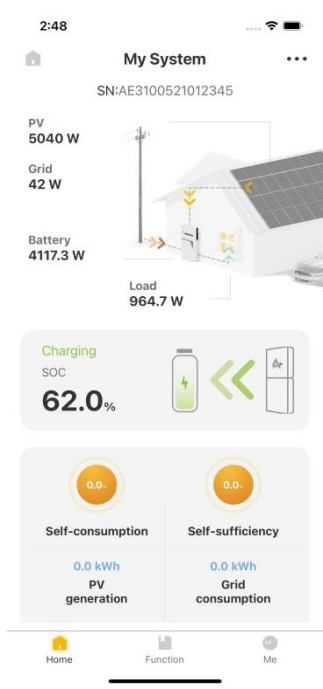 2:48
My System
SN:AE3100521012345
PV
5040 W
Grid
42 W
Battery
4117.3 W
Load
964.7 W
Charging
SOC
62.0%
0.0%
0.0%
Self-consumption
Self-sufficiency
0.0 kWh
0.0 kWh
PV
generation
Grid
consumption
Home
Function
Me